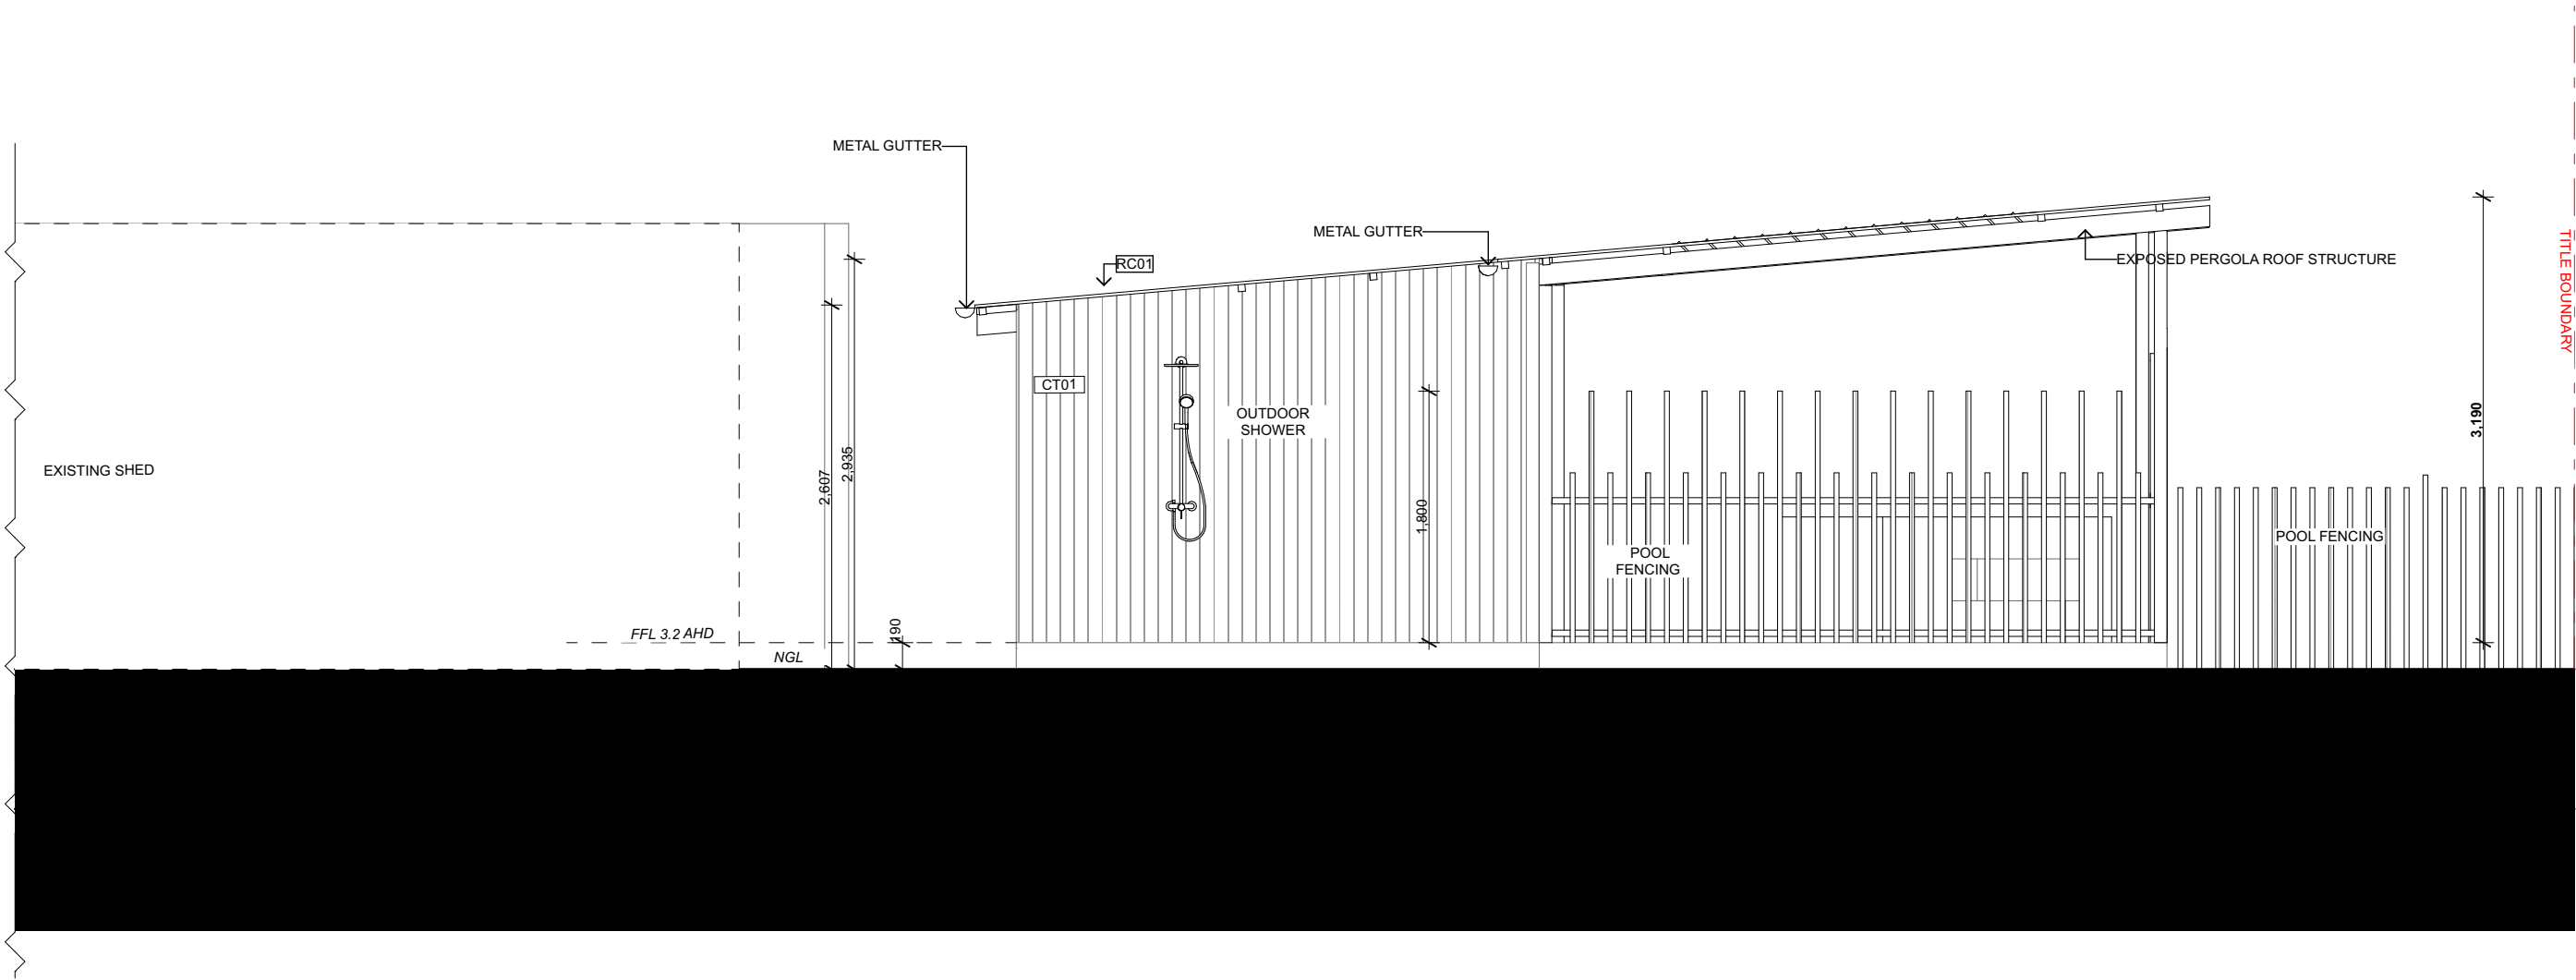 METAL GUTTER
METAL GUTTER
RC01
EXPOSED PERGOLA ROOF STRUCTURE
TITLE BOUNDARY
CT01
OUTDOOR
SHOWER
3,190
EXISTING SHED
2,607
2,935
1,800
POOL FENCING
POOL
FENCING
FFL 3.2 AHD
190
NGL